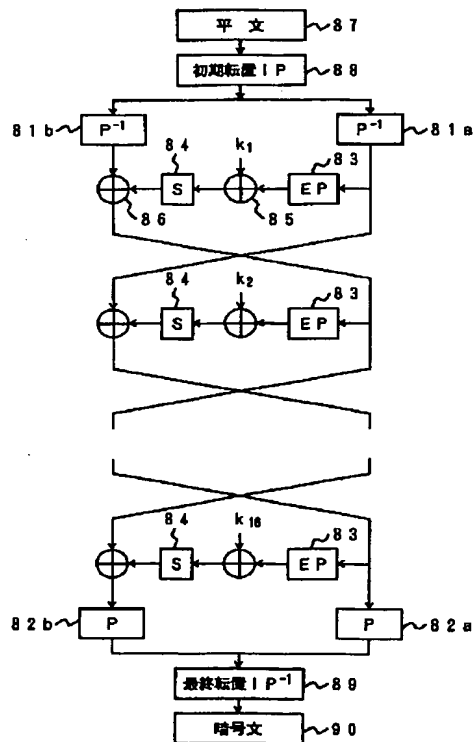 平 文 87
初期転置IP 88
81b P⁻¹ P⁻¹ 81a
84 k₁ 83
S EP
86 85
84 k₂ 83
S EP
84 k₁₆ 83
S EP
82b P P 82a
最終転置IP⁻¹ 89
暗号文 90